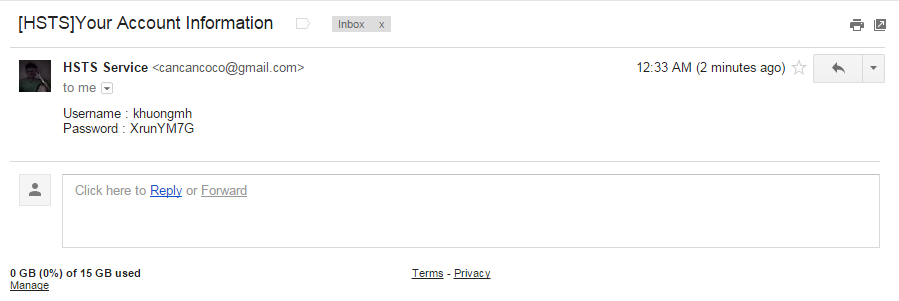 [HSTS]Your Account Information
Inbox x
HSTS Service <cancancoco@gmail.com>
12:33 AM (2 minutes ago)
to me
Username : khuongmh
Password : XrunYM7G
Click here to Reply or Forward
0 GB (0%) of 15 GB used
Manage
Terms - Privacy